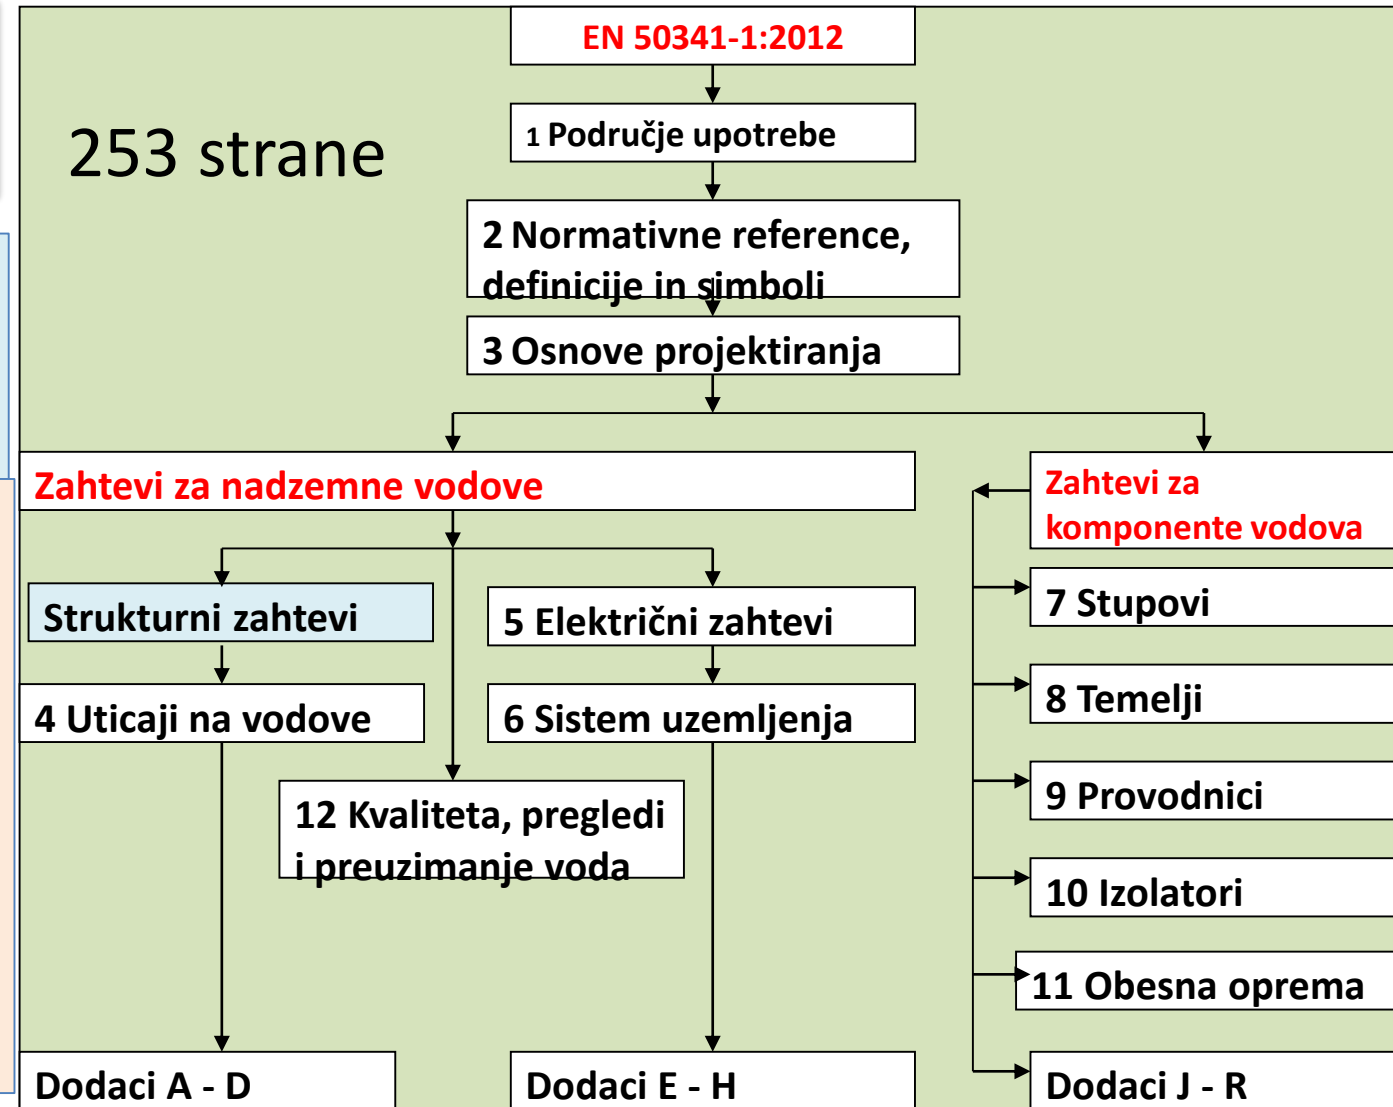 EN 50341-1:2012
253 strane
1 Područje upotrebe
2 Normativne reference,
definicije in simboli
3 Osnove projektiranja
Zahtevi za nadzemne vodove
Zahtevi za
komponente vodova
Strukturni zahtevi
5 Električni zahtevi
7 Stupovi
4 Uticaji na vodove
6 Sistem uzemljenja
8 Temelji
12 Kvaliteta, pregledi
i preuzimanje voda
9 Provodnici
10 Izolatori
11 Obesna oprema
Dodaci A - D
Dodaci E - H
Dodaci J - R